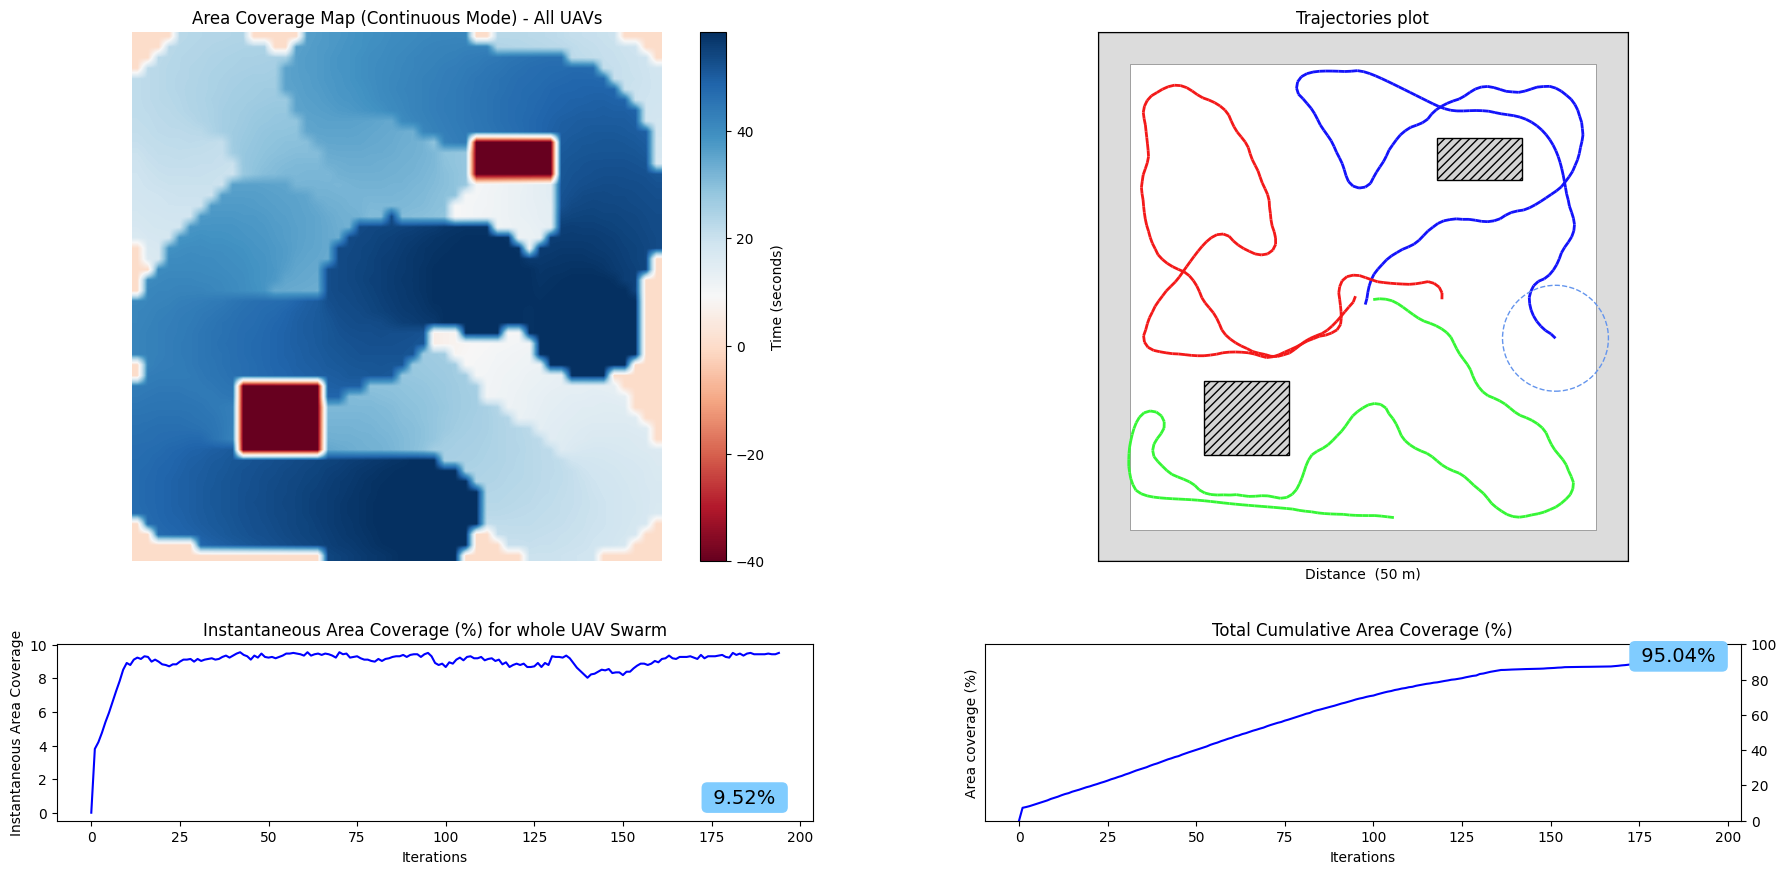 Area Coverage Map (Continuous Mode) - All UAVs
40
20
0
−20
−40
Time (seconds)
Trajectories plot
Distance  (50 m)
Instantaneous Area Coverage (%) for whole UAV Swarm
Instantaneous Area Coverage
10
8
6
4
2
0
9.52%
0 25 50 75 100 125 150 175 200
Iterations
Total Cumulative Area Coverage (%)
Area coverage (%)
95.04%
100
80
60
40
20
0
0 25 50 75 100 125 150 175 200
Iterations